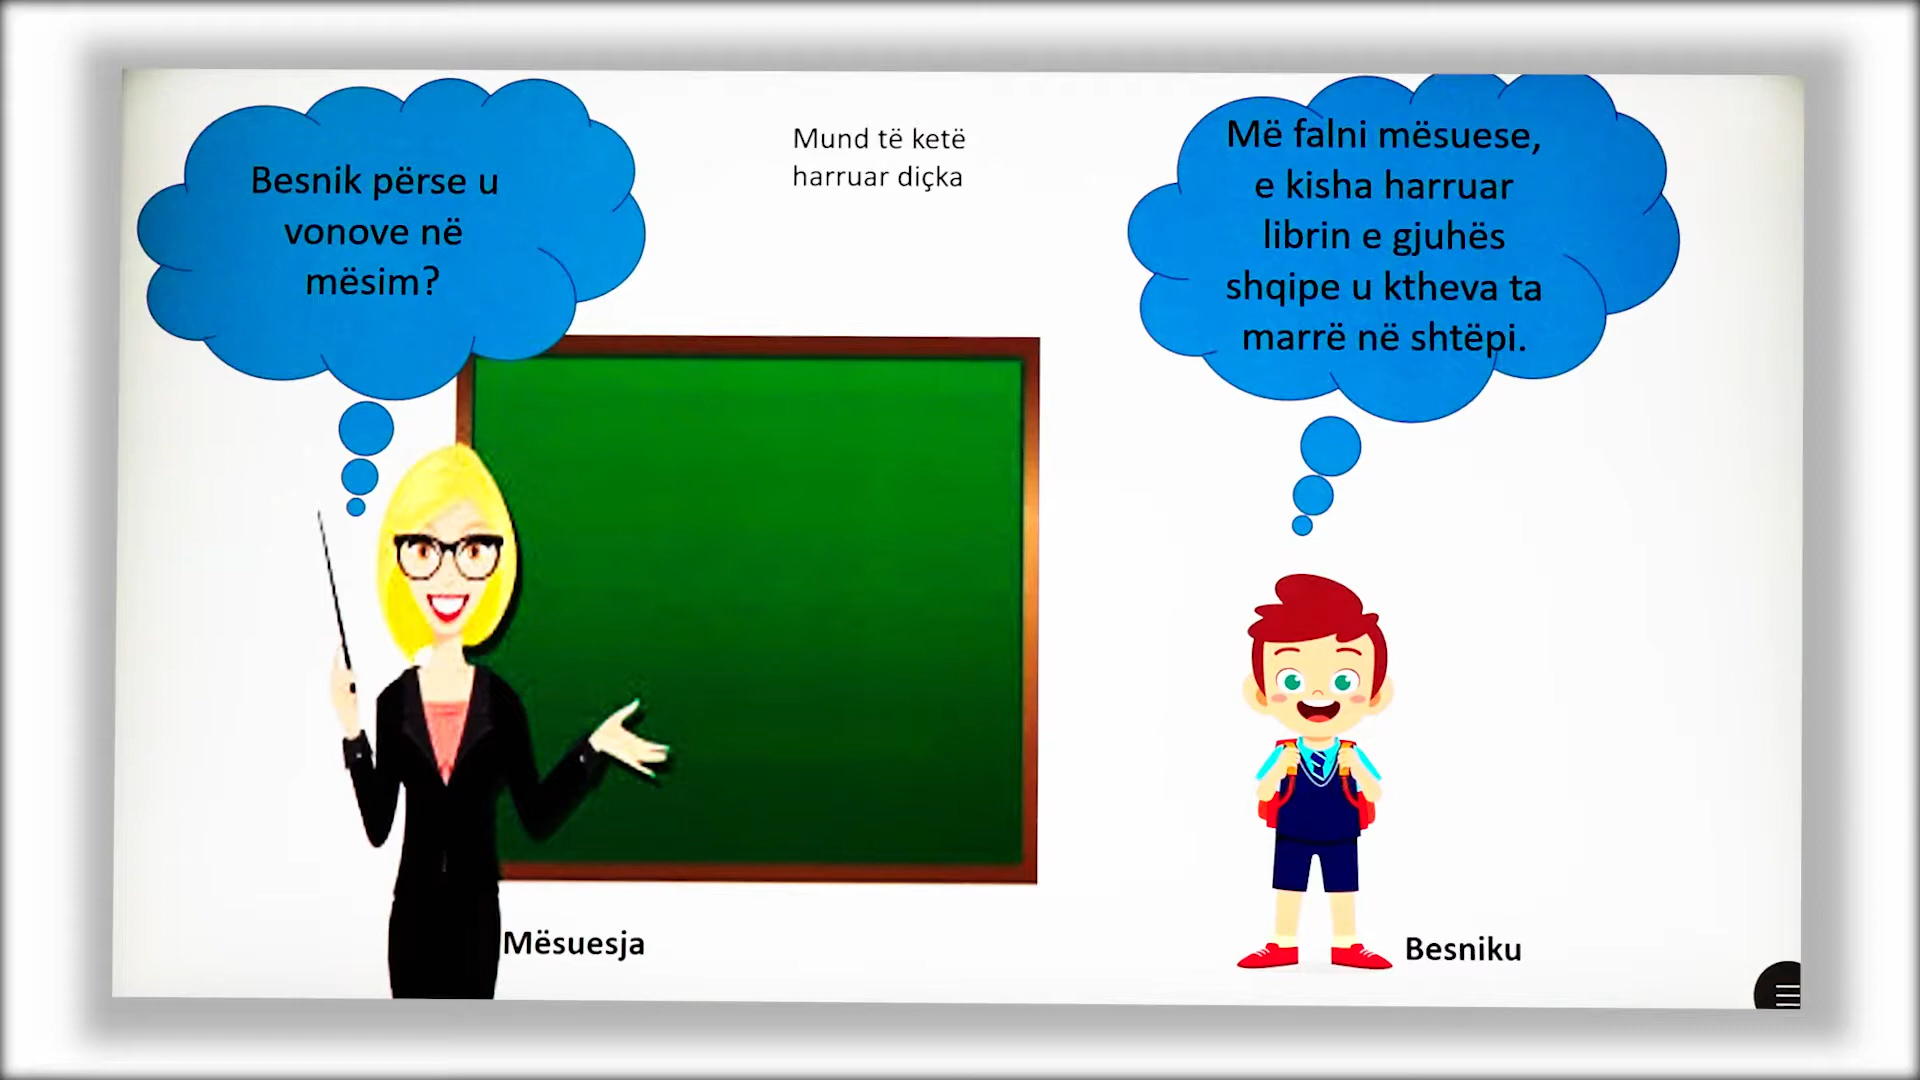 Besnik përse u
vonove në
mësim?
Mund të ketë
harruar diçka
Më falni mësuese,
e kisha harruar
librin e gjuhës
shqipe u ktheva ta
marrë në shtëpi.
Mësuesja
Besniku